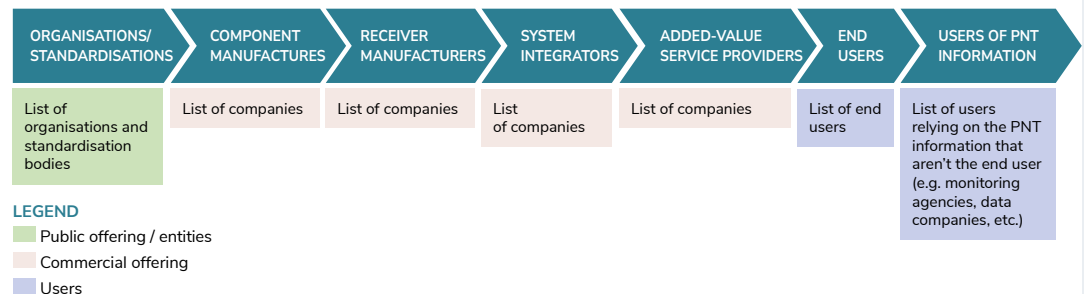 ORGANISATIONS/
STANDARDISATIONS
COMPONENT
MANUFACTURES
RECEIVER
MANUFACTURERS
SYSTEM
INTEGRATORS
ADDED-VALUE
SERVICE PROVIDERS
END
USERS
USERS OF PNT
INFORMATION
List of
organisations and
standardisation
bodies
List of companies
List of companies
List
of companies
List of companies
List of end
users
List of users
relying on the PNT
information that
aren't the end user
(e.g. monitoring
agencies, data
companies, etc.)
LEGEND
Public offering / entities
Commercial offering
Users